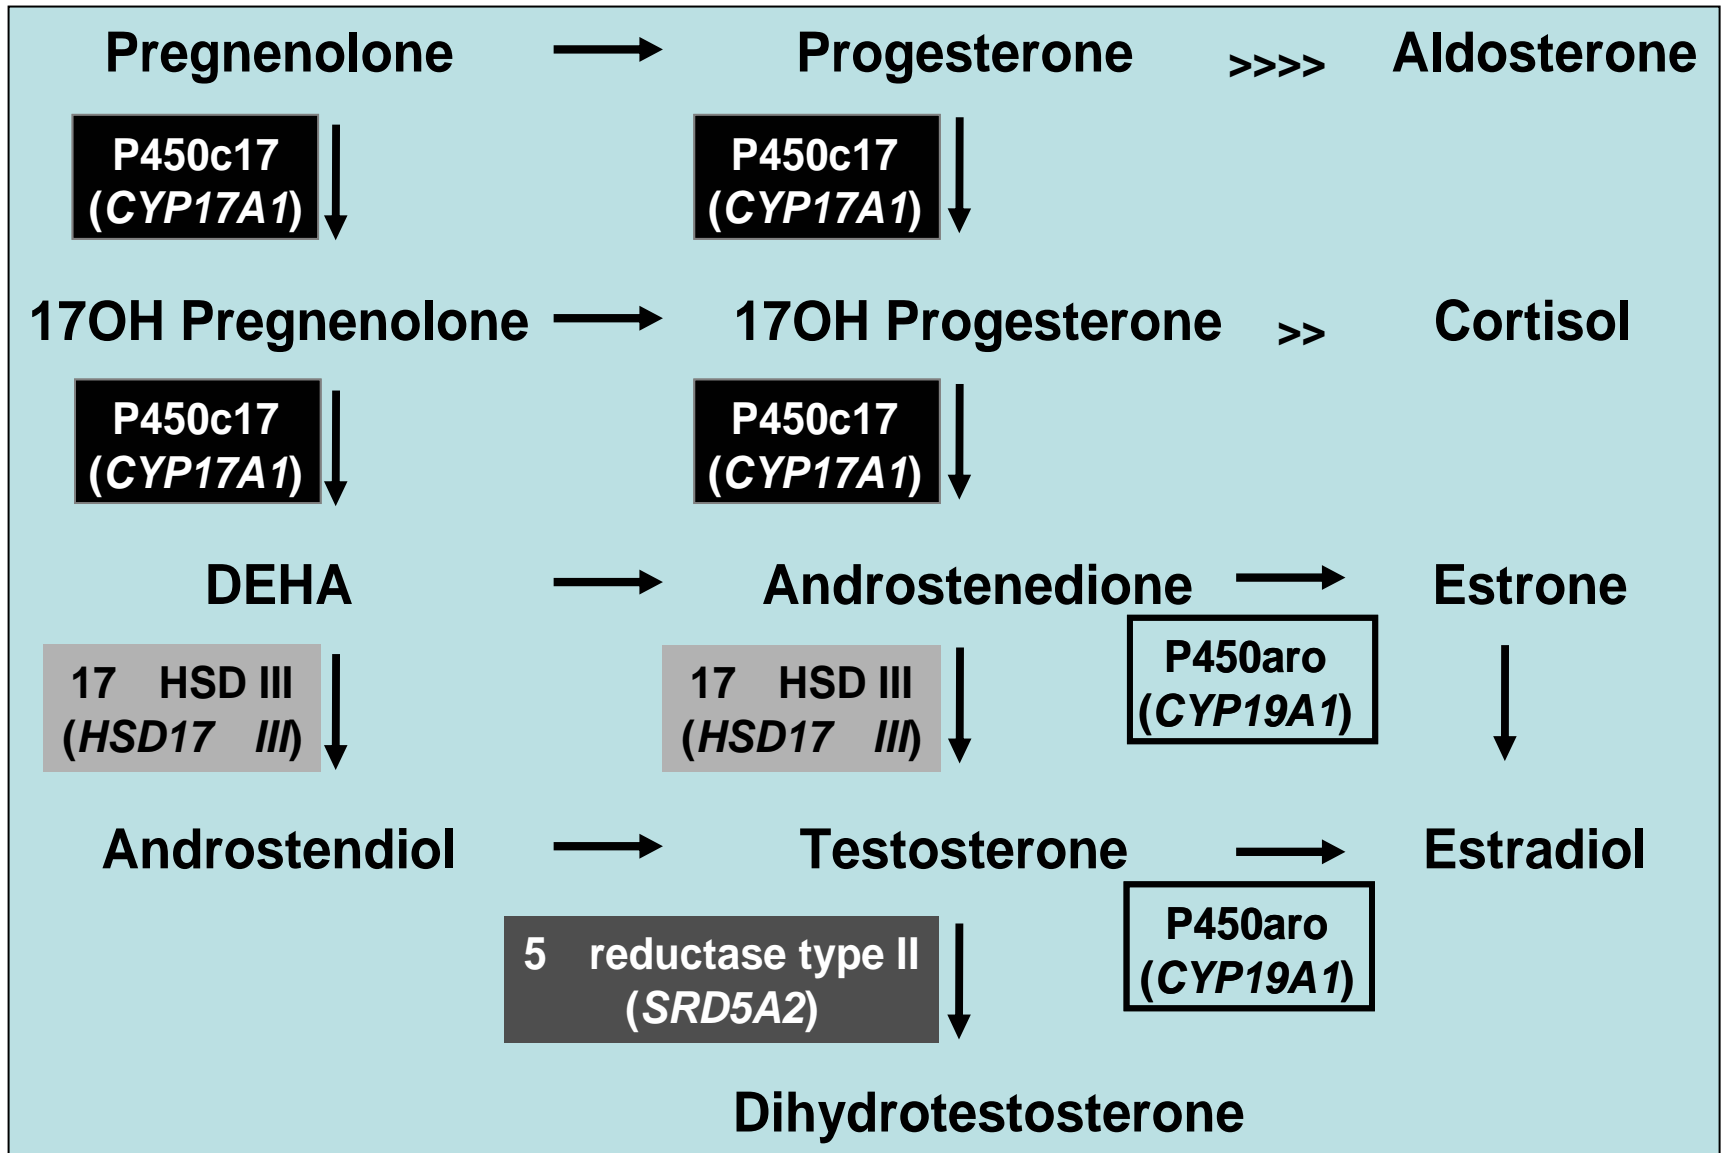 Pregnenolone Progesterone >>>> Aldosterone
P450c17 P450c17
(CYP17A1) (CYP17A1)
17OH Pregnenolone 17OH Progesterone >> Cortisol
P450c17 P450c17
(CYP17A1) (CYP17A1)
DEHA Androstenedione Estrone
17 HSD III 17 HSD III P450aro
(HSD17 III) (HSD17 III) (CYP19A1)
Androstendiol Testosterone Estradiol
5 reductase type II P450aro
(SRD5A2) (CYP19A1)
Dihydrotestosterone